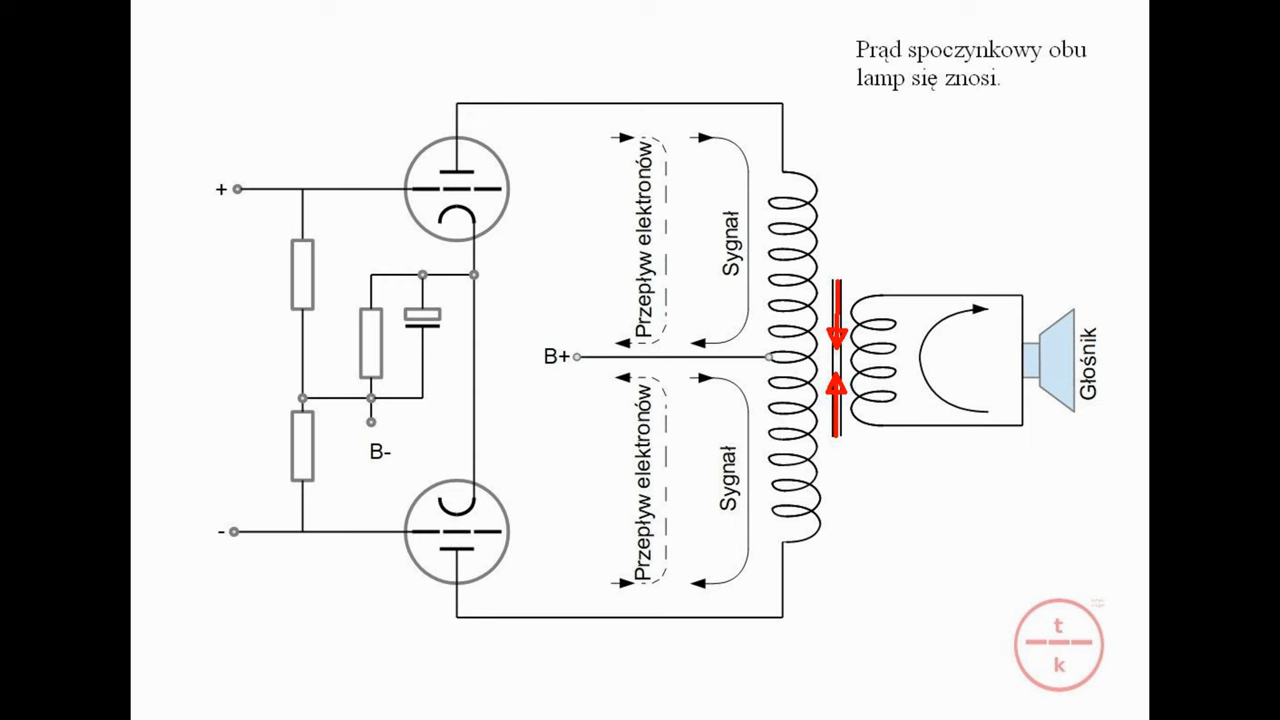 Prąd spoczynkowy obu
lamp się znosi.
+
Przepływ elektronów
Sygnał
B+
Głośnik
B-
Przepływ elektronów
Sygnał
-
t
k